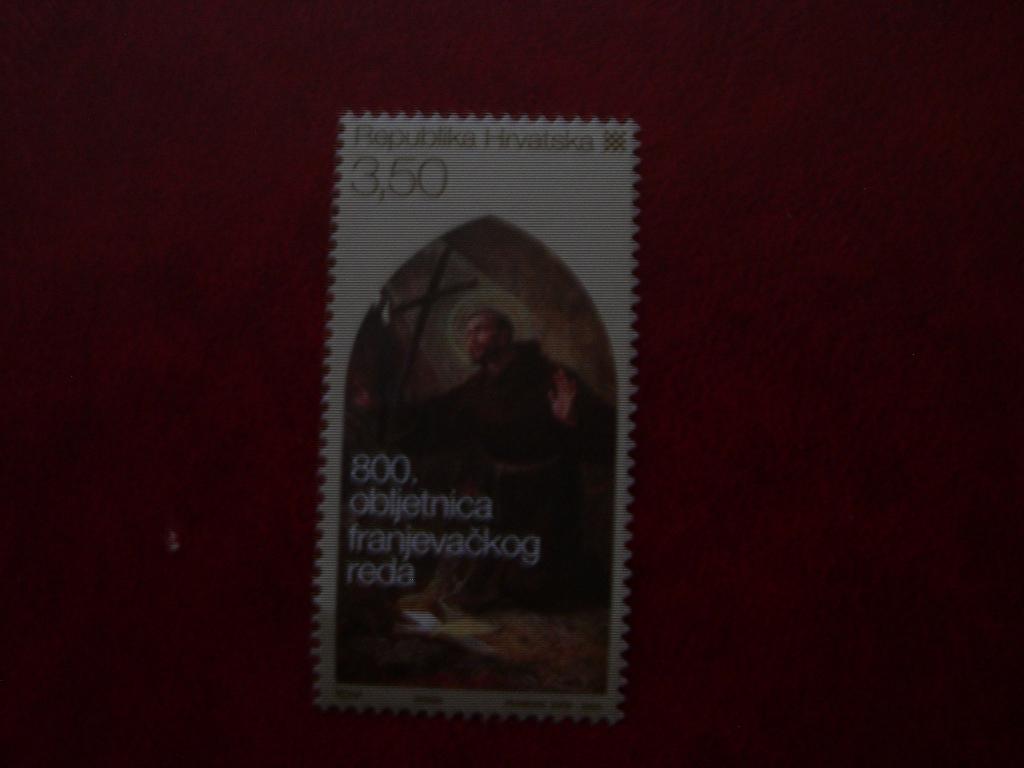 Republika Hrvatska
3,50
800.
obljetnica
franjevačkog
reda